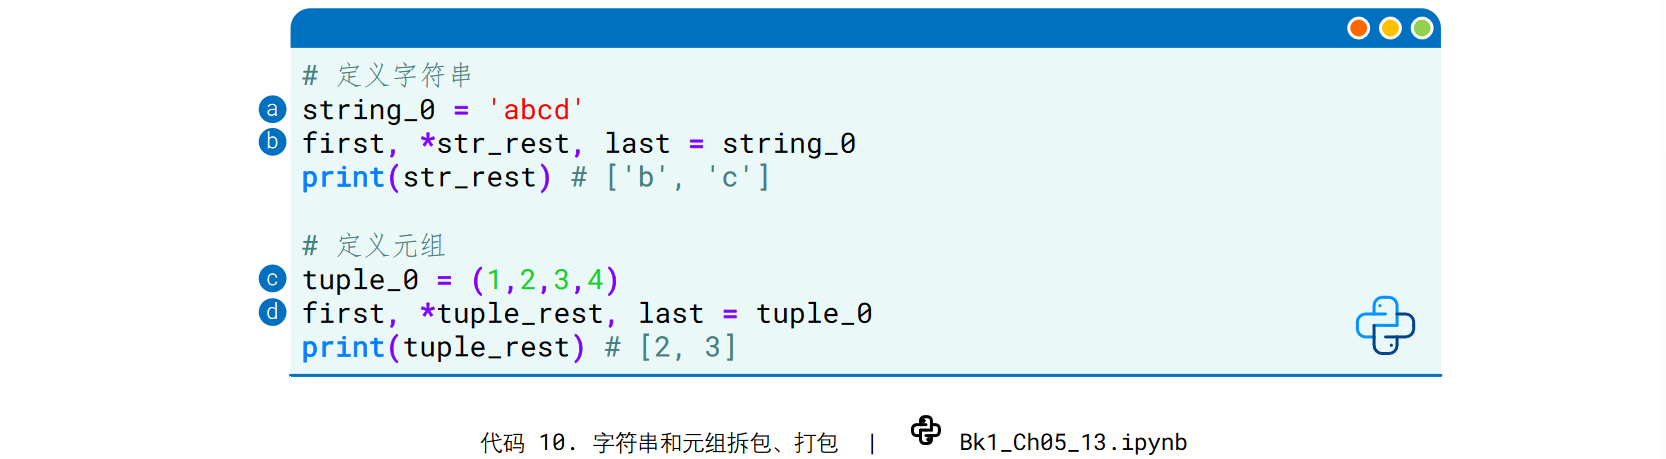 # 定义字符串
a string_0 = 'abcd'
b first, *str_rest, last = string_0
print(str_rest) # ['b', 'c']
# 定义元组
c tuple_0 = (1,2,3,4)
d first, *tuple_rest, last = tuple_0
print(tuple_rest) # [2, 3]
代码 10. 字符串和元组拆包、打包 | Bk1_Ch05_13.ipynb